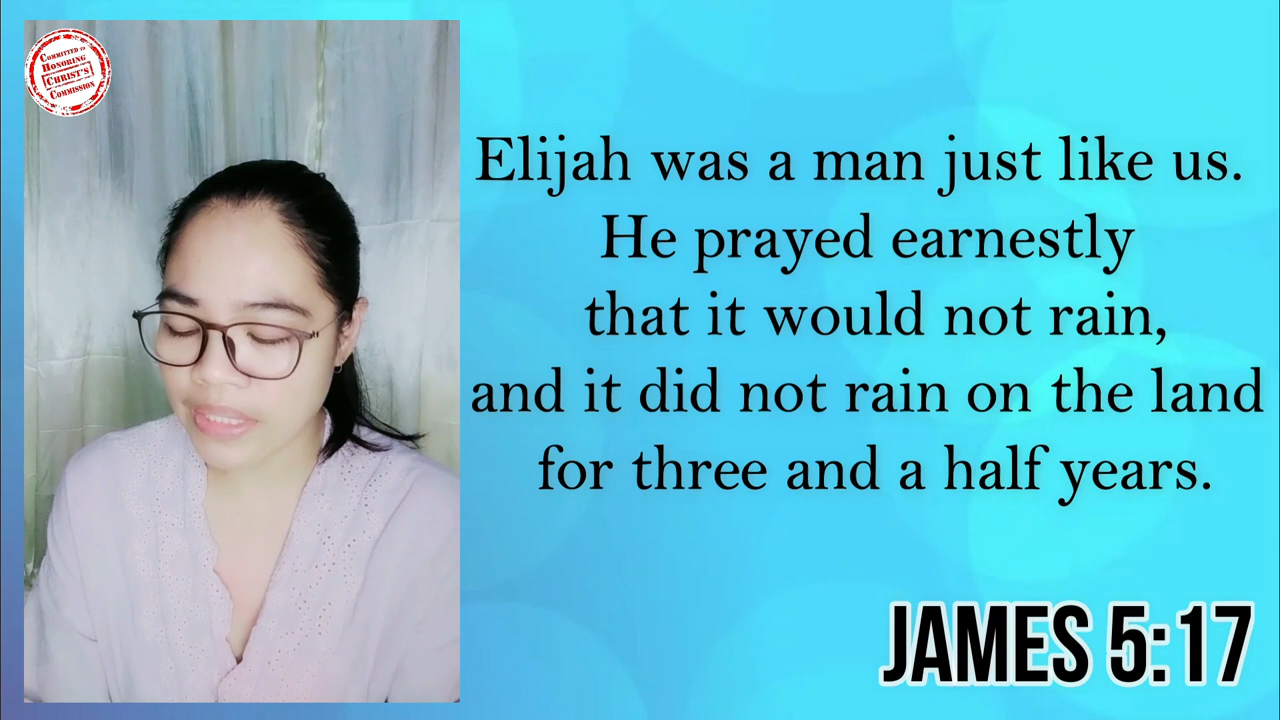 COMMITTED TO
HONORING
CHRIST'S
COMMISSION
Elijah was a man just like us.
He prayed earnestly
that it would not rain,
and it did not rain on the land
for three and a half years.
JAMES 5:17